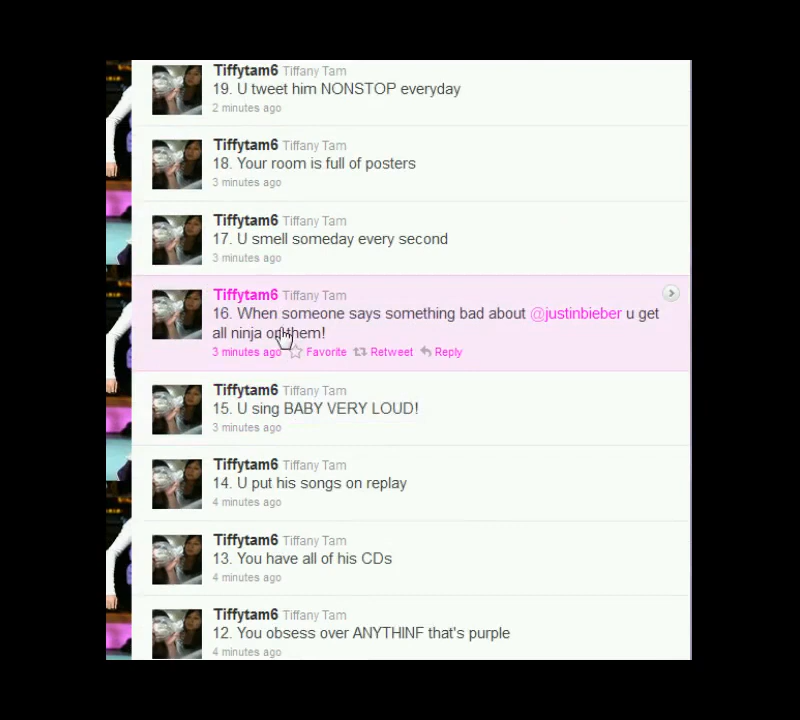 Tiffytam6 Tiffany Tam
19. U tweet him NONSTOP everyday
2 minutes ago
Tiffytam6 Tiffany Tam
18. Your room is full of posters
3 minutes ago
Tiffytam6 Tiffany Tam
17. U smell someday every second
3 minutes ago
Tiffytam6 Tiffany Tam
16. When someone says something bad about @justinbieber u get
all ninja on them!
3 minutes ago Favorite Retweet Reply
Tiffytam6 Tiffany Tam
15. U sing BABY VERY LOUD!
3 minutes ago
Tiffytam6 Tiffany Tam
14. U put his songs on replay
4 minutes ago
Tiffytam6 Tiffany Tam
13. You have all of his CDs
4 minutes ago
Tiffytam6 Tiffany Tam
12. You obsess over ANYTHINF that's purple
4 minutes ago